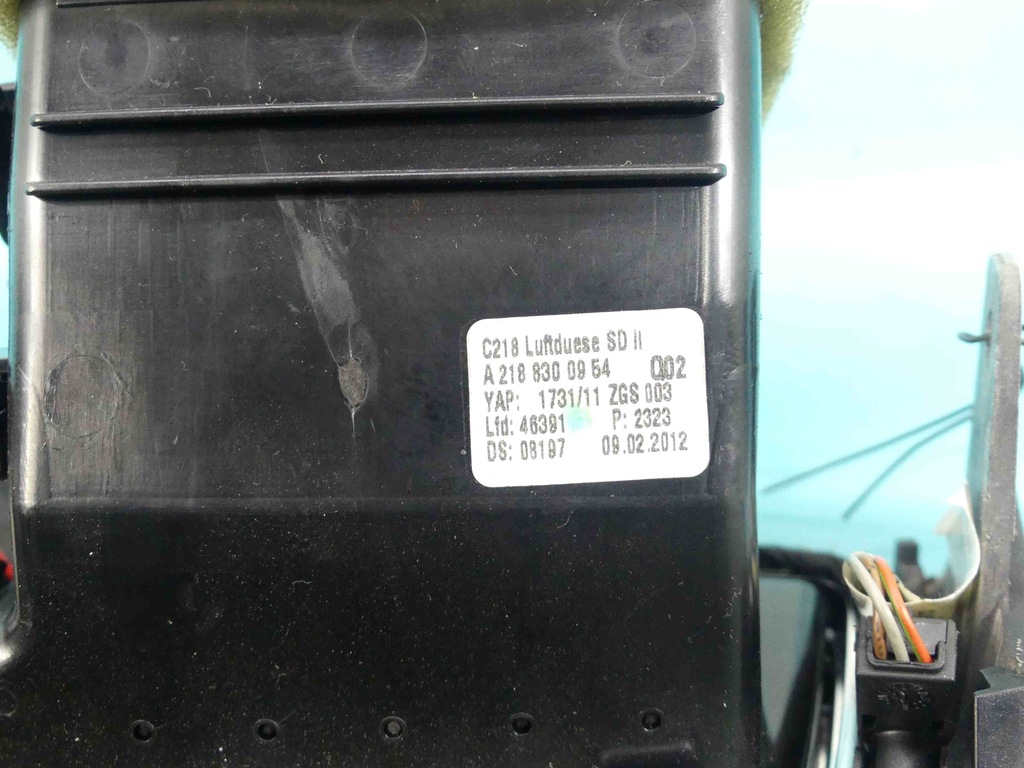 C218 Luftduese SD II
A 218 830 09 54 Q02
YAP: 1731/11 ZGS 003
Lfd: 46391 P: 2323
DS: 08197 09.02.2012